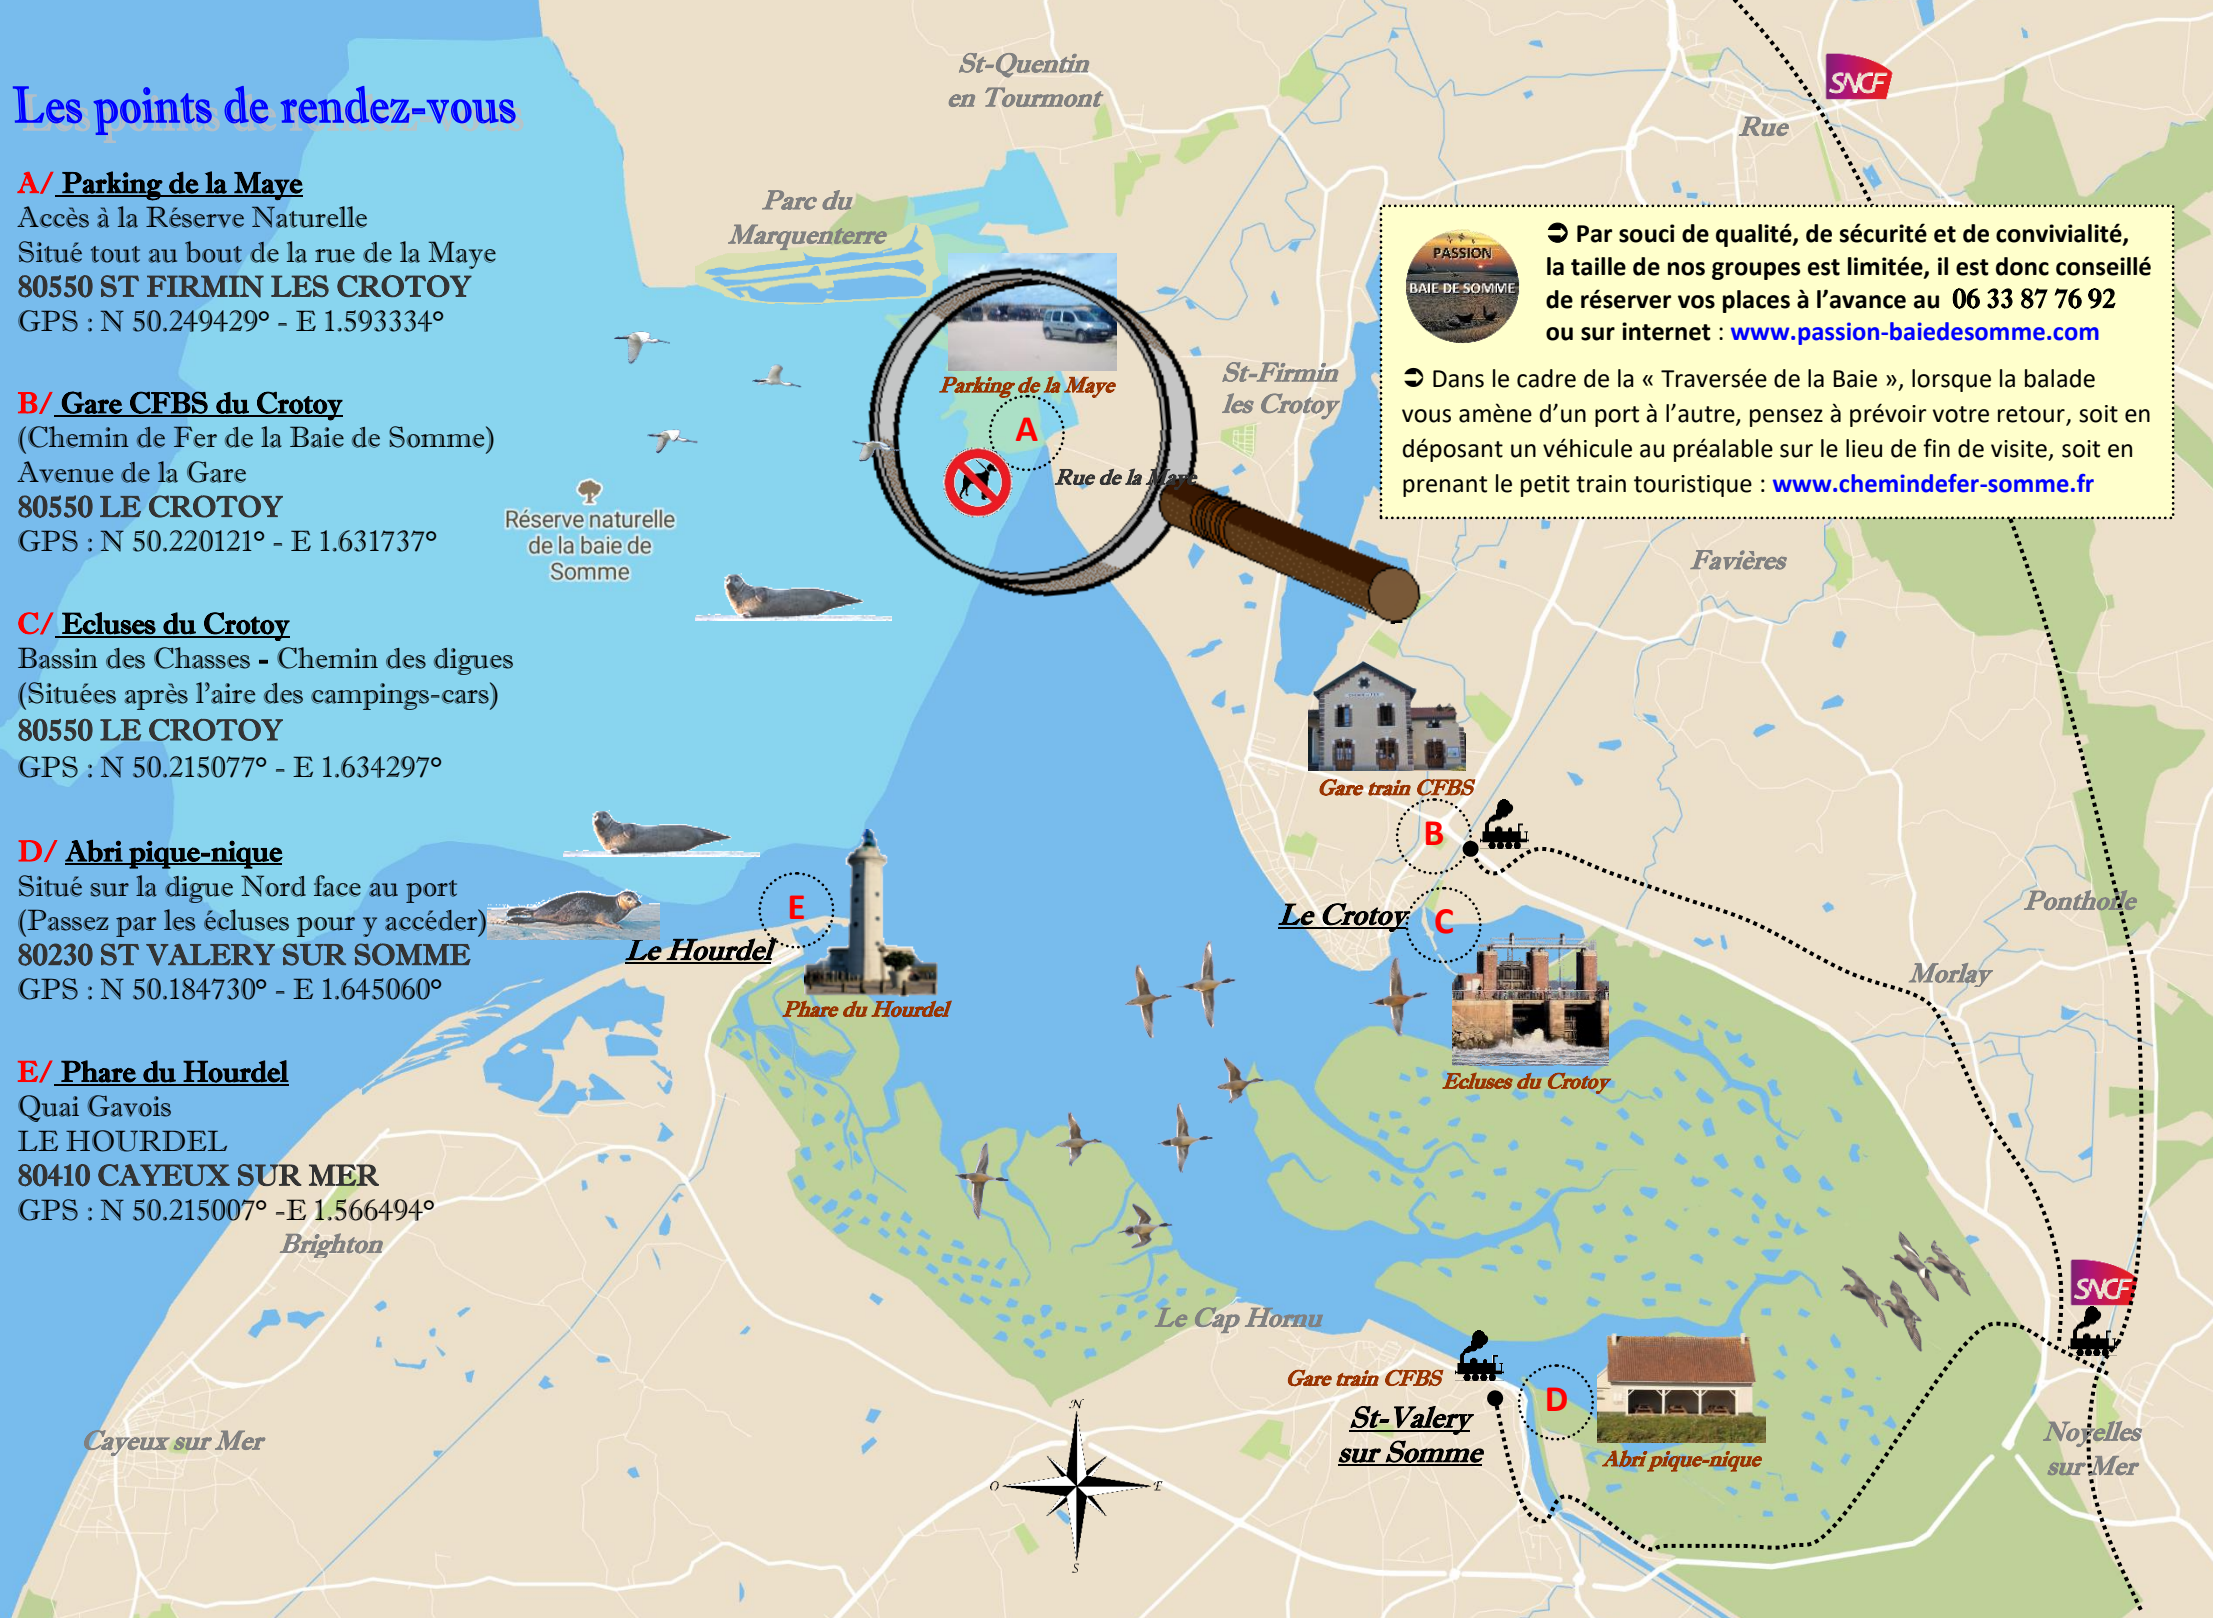 Les points de rendez-vous
A/ Parking de la Maye
Accès à la Réserve Naturelle
Situé tout au bout de la rue de la Maye
80550 ST FIRMIN LES CROTOY
GPS : N 50.249429° - E 1.593334°
B/ Gare CFBS du Crotoy
(Chemin de Fer de la Baie de Somme)
Avenue de la Gare
80550 LE CROTOY
GPS : N 50.220121° - E 1.631737°
C/ Ecluses du Crotoy
Bassin des Chasses - Chemin des digues
(Situées après l'aire des campings-cars)
80550 LE CROTOY
GPS : N 50.215077° - E 1.634297°
D/ Abri pique-nique
Situé sur la digue Nord face au port
(Passez par les écluses pour y accéder)
80230 ST VALERY SUR SOMME
GPS : N 50.184730° - E 1.645060°
E/ Phare du Hourdel
Quai Gavois
LE HOURDEL
80410 CAYEUX SUR MER
GPS : N 50.215007° -E 1.566494°
St-Quentin
en Tourmont
SNCF
Rue
Parc du
Marquenterre
PASSION
BAIE DE SOMME
➲ Par souci de qualité, de sécurité et de convivialité,
la taille de nos groupes est limitée, il est donc conseillé
de réserver vos places à l'avance au 06 33 87 76 92
ou sur internet : www.passion-baiedesomme.com
➲ Dans le cadre de la « Traversée de la Baie », lorsque la balade
vous amène d'un port à l'autre, pensez à prévoir votre retour, soit en
déposant un véhicule au préalable sur le lieu de fin de visite, soit en
prenant le petit train touristique : www.chemindefer-somme.fr
Parking de la Maye
A
Rue de la Maye
St-Firmin
les Crotoy
Réserve naturelle
de la baie de
Somme
Favières
Gare train CFBS
B
Le Crotoy
C
Ecluses du Crotoy
Ponthoile
Morlay
E
Le Hourdel
Phare du Hourdel
Brighton
Cayeux sur Mer
Le Cap Hornu
Gare train CFBS
St-Valery
sur Somme
D
Abri pique-nique
SNCF
Noyelles
sur Mer
N
O
E
S